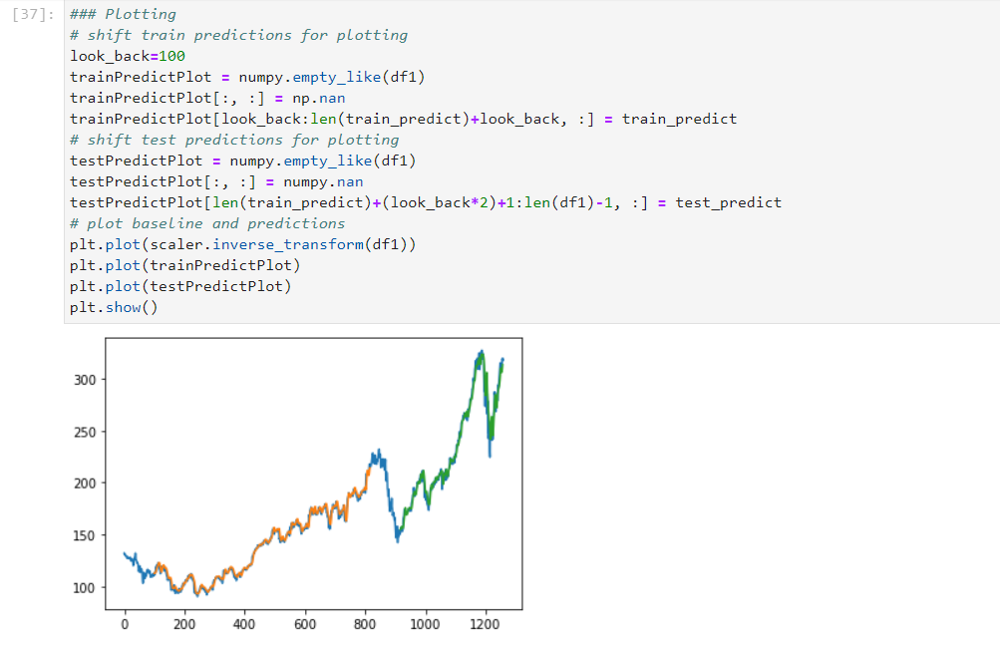 [37]: ### Plotting
# shift train predictions for plotting
look_back=100
trainPredictPlot = numpy.empty_like(df1)
trainPredictPlot[:, :] = np.nan
trainPredictPlot[look_back:len(train_predict)+look_back, :] = train_predict
# shift test predictions for plotting
testPredictPlot = numpy.empty_like(df1)
testPredictPlot[:, :] = numpy.nan
testPredictPlot[len(train_predict)+(look_back*2)+1:len(df1)-1, :] = test_predict
# plot baseline and predictions
plt.plot(scaler.inverse_transform(df1))
plt.plot(trainPredictPlot)
plt.plot(testPredictPlot)
plt.show()
300
250
200
150
100
0 200 400 600 800 1000 1200